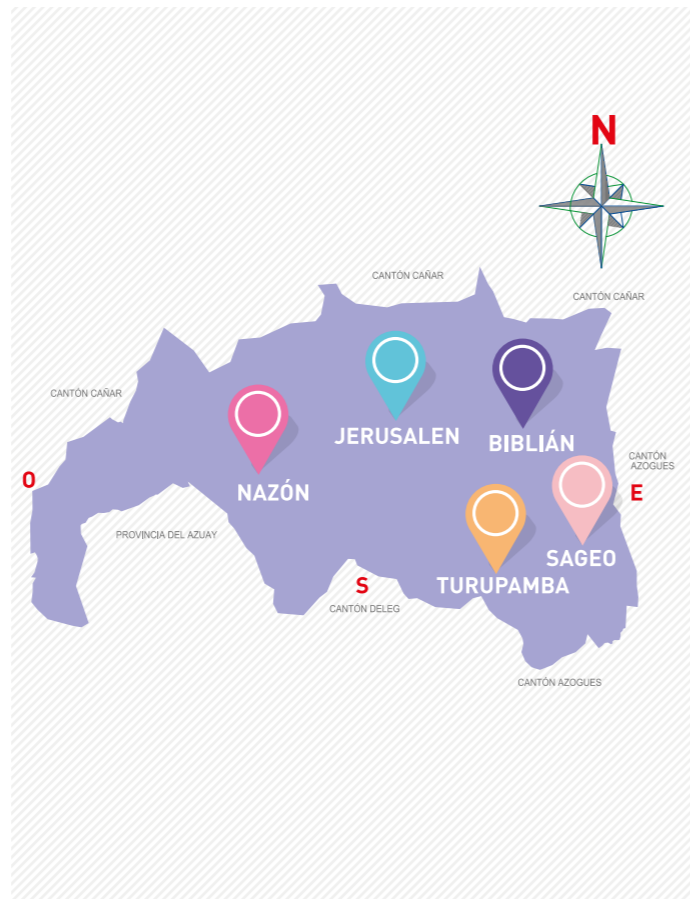 N
CANTÓN CAÑAR
CANTÓN CAÑAR
CANTÓN CAÑAR
JERUSALEN
BIBLIÁN
CANTÓN
AZOGUES
O
NAZÓN
E
PROVINCIA DEL AZUAY
SAGEO
S
TURUPAMBA
CANTÓN DELEG
CANTÓN AZOGUES